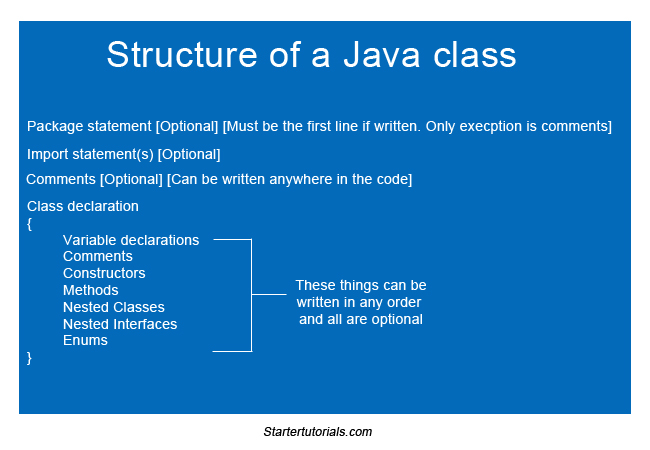 Structure of a Java class
Package statement [Optional] [Must be the first line if written. Only execption is comments]
Import statement(s) [Optional]
Comments [Optional] [Can be written anywhere in the code]
Class declaration
{
Variable declarations
Comments
Constructors
Methods
Nested Classes
Nested Interfaces
Enums
}
These things can be
written in any order
and all are optional
Startertutorials.com